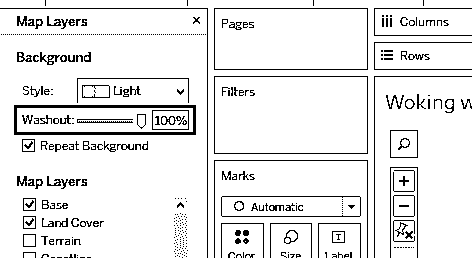 Map Layers
Background
Style: Light
Washout: 100%
Repeat Background
Map Layers
Base
Land Cover
Terrain
Pages
Filters
Marks
Automatic
Color Size Label
Columns
Rows
Woking w